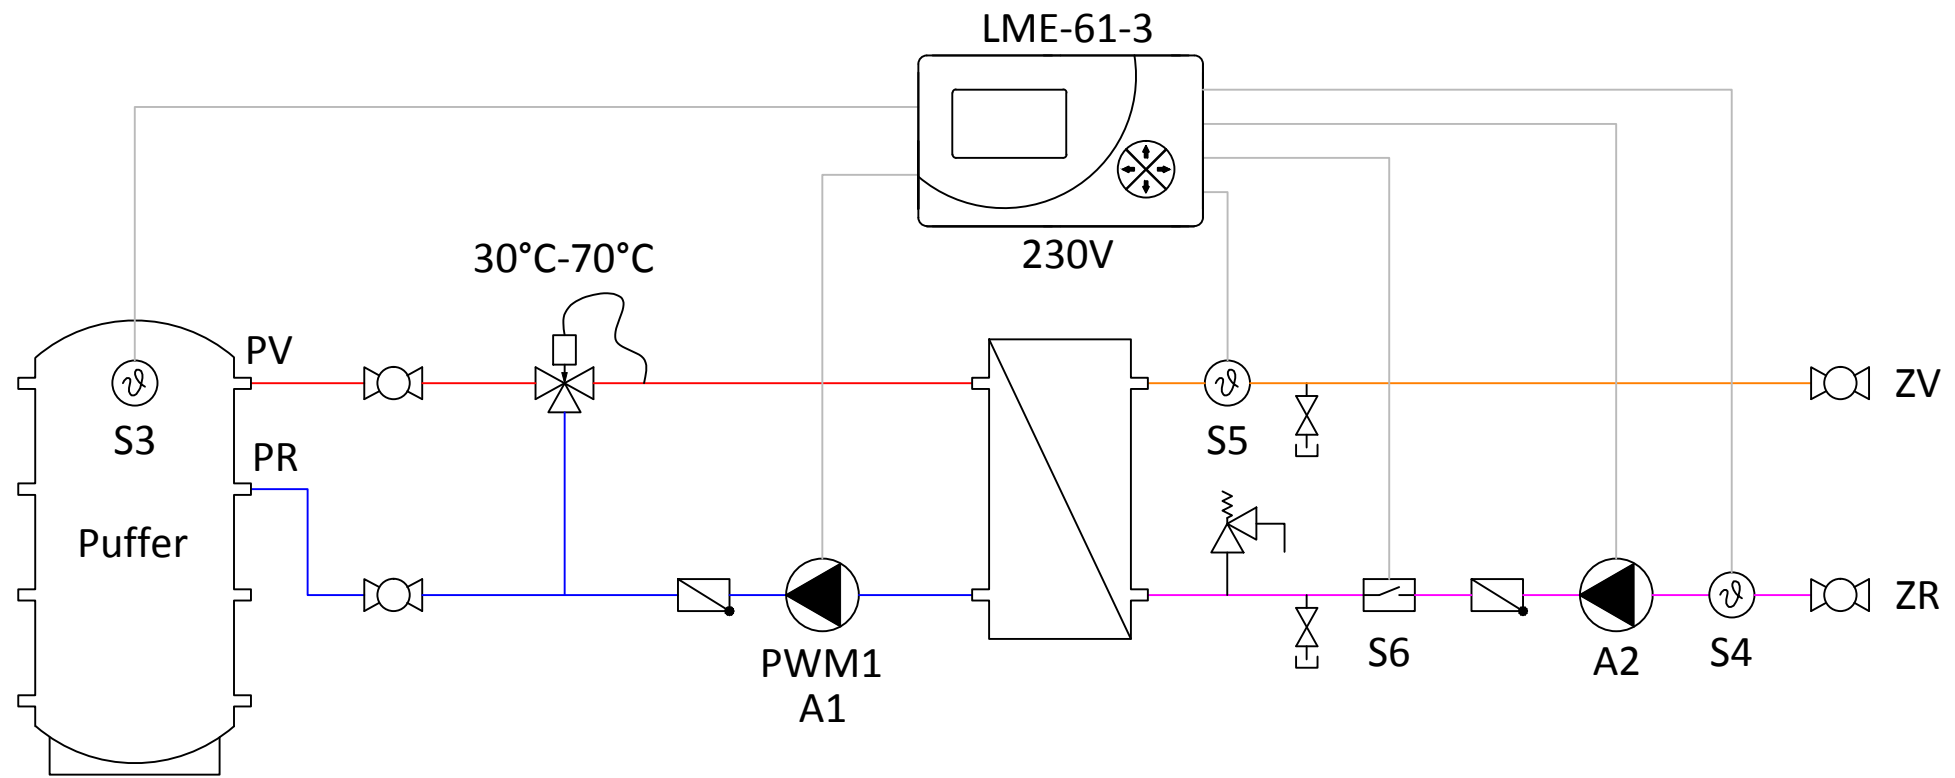 LME-61-3
230V
30°C-70°C
PV
S3
PR
Puffer
S5
ZV
PWM1
A1
S6
A2
S4
ZR